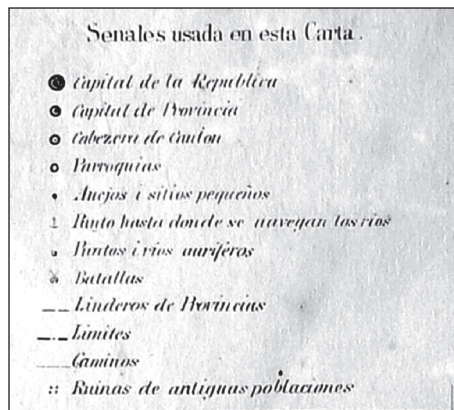 Senales usada en esta Carta.
Capital de la Republica
Capital de Provincia
Cabezera de Canton
Parroquias
Anejos i sitios pequeños
Punto hasta donde se navegan los rios
Puntos i rios auriféros
Batallas
Linderos de Provincias
Limites
Caminos
Ruinas de antiguas poblaciones